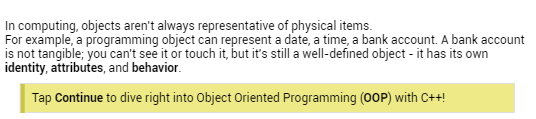 In computing, objects aren't always representative of physical items.
For example, a programming object can represent a date, a time, a bank account. A bank account
is not tangible; you can't see it or touch it, but it's still a well-defined object - it has its own
identity, attributes, and behavior.
Tap Continue to dive right into Object Oriented Programming (OOP) with C++!